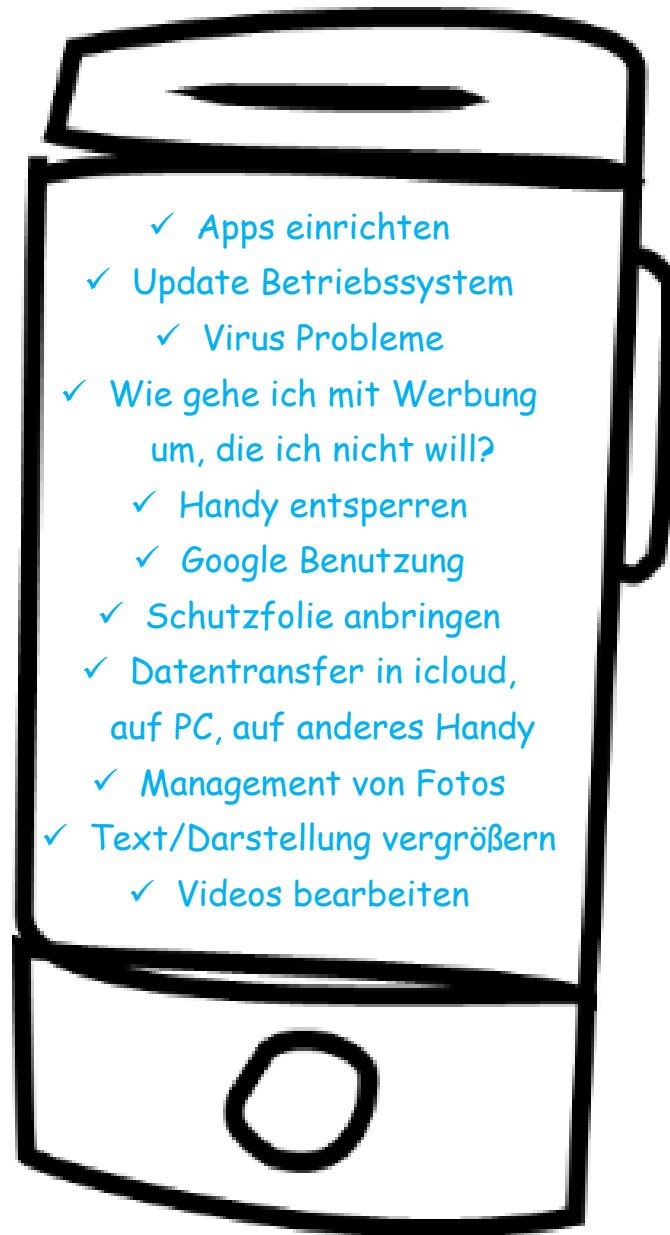 ✓ Apps einrichten
✓ Update Betriebssystem
✓ Virus Probleme
✓ Wie gehe ich mit Werbung
um, die ich nicht will?
✓ Handy entsperren
✓ Google Benutzung
✓ Schutzfolie anbringen
✓ Datentransfer in icloud,
auf PC, auf anderes Handy
✓ Management von Fotos
✓ Text/Darstellung vergrößern
✓ Videos bearbeiten